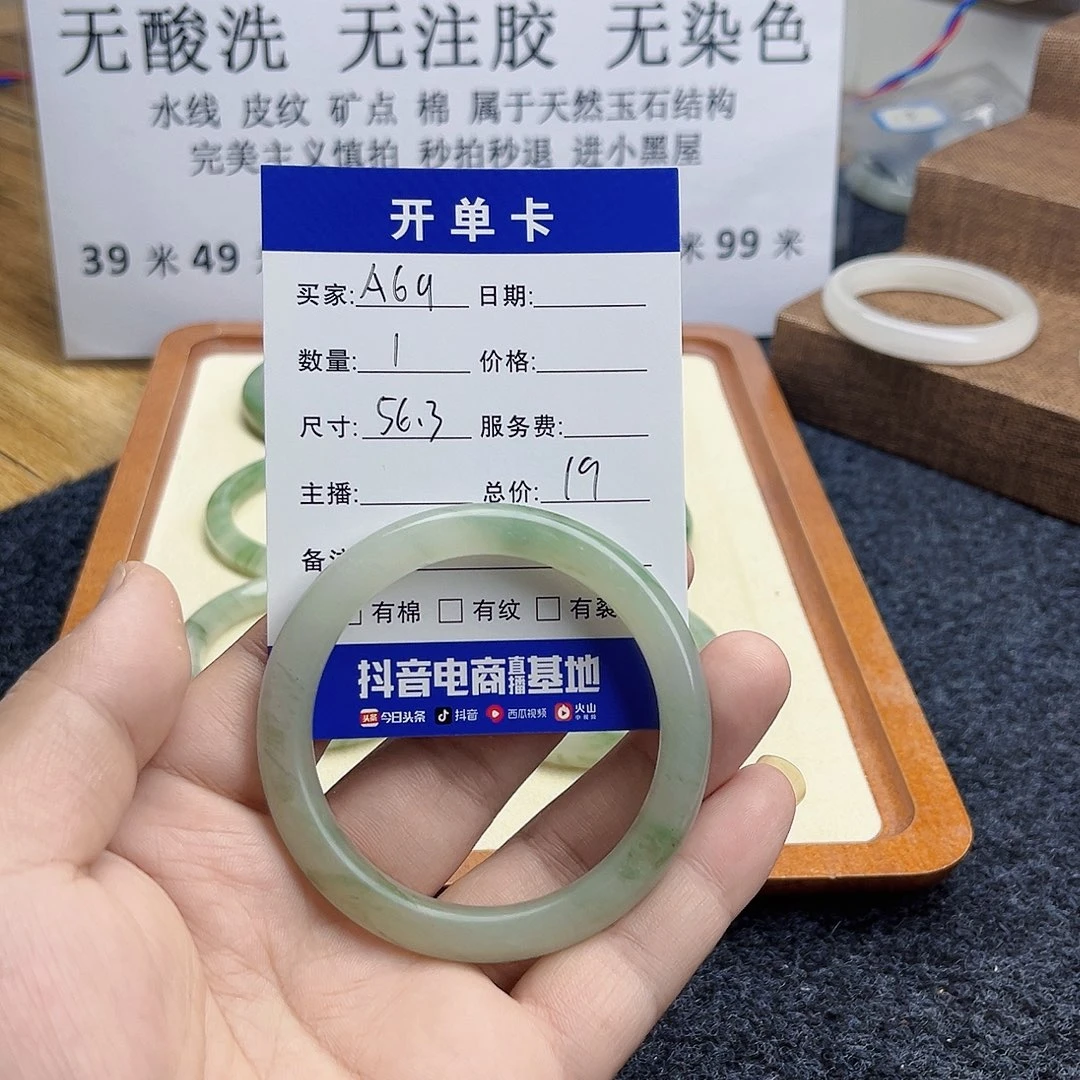 无酸洗 无注胶 无染色
水线 皮纹 矿点 棉 属于天然玉石结构
完美主义慎拍 秒拍秒退 进小黑屋
39 米 49 米 99 米
开单卡
买家: A69 日期:
数量: 1 价格:
尺寸: 56.3 服务费:
主播: 总价: 19
有棉 有纹 有裂
抖音电商直播基地
头条 今日头条 抖音 西瓜视频 火山